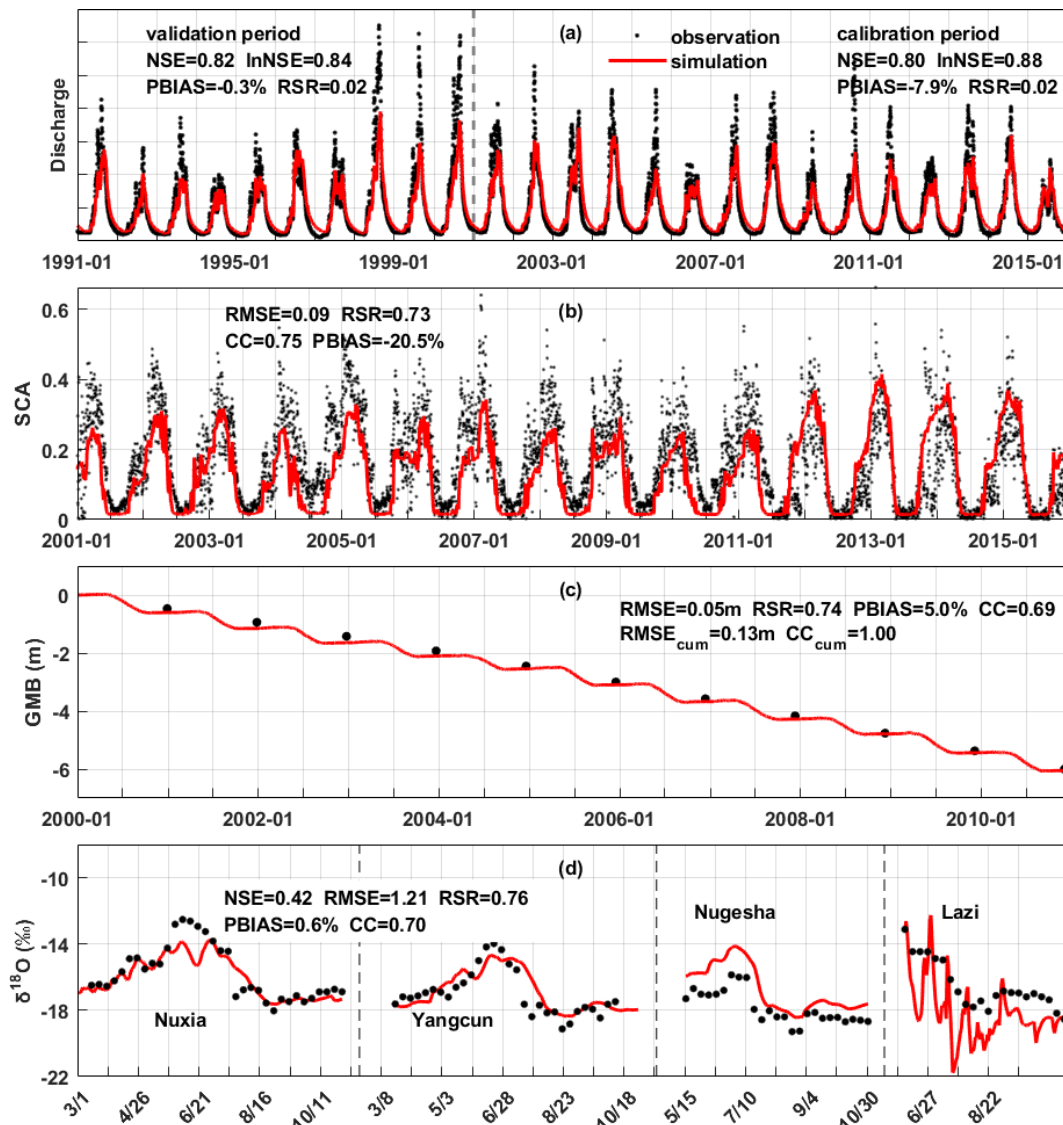 validation period
NSE=0.82 lnNSE=0.84
PBIAS=-0.3% RSR=0.02
(a)
observation
simulation
calibration period
NSE=0.80 lnNSE=0.88
PBIAS=-7.9% RSR=0.02
Discharge
1991-01 1995-01 1999-01 2003-01 2007-01 2011-01 2015-01
RMSE=0.09 RSR=0.73
CC=0.75 PBIAS=-20.5%
(b)
SCA
0.6
0.4
0.2
0
2001-01 2003-01 2005-01 2007-01 2009-01 2011-01 2013-01 2015-01
(c)
RMSE=0.05m RSR=0.74 PBIAS=5.0% CC=0.69
RMSEcum=0.13m CCcum=1.00
GMB (m)
0
-2
-4
-6
2000-01 2002-01 2004-01 2006-01 2008-01 2010-01
(d)
NSE=0.42 RMSE=1.21 RSR=0.76
PBIAS=0.6% CC=0.70
Nugesha Lazi
Nuxia Yangcun
δ18O (‰)
-10
-14
-18
-22
3/1 4/26 6/21 8/16 10/11 3/8 5/3 6/28 8/23 10/18 5/15 7/10 9/4 10/30 6/27 8/22